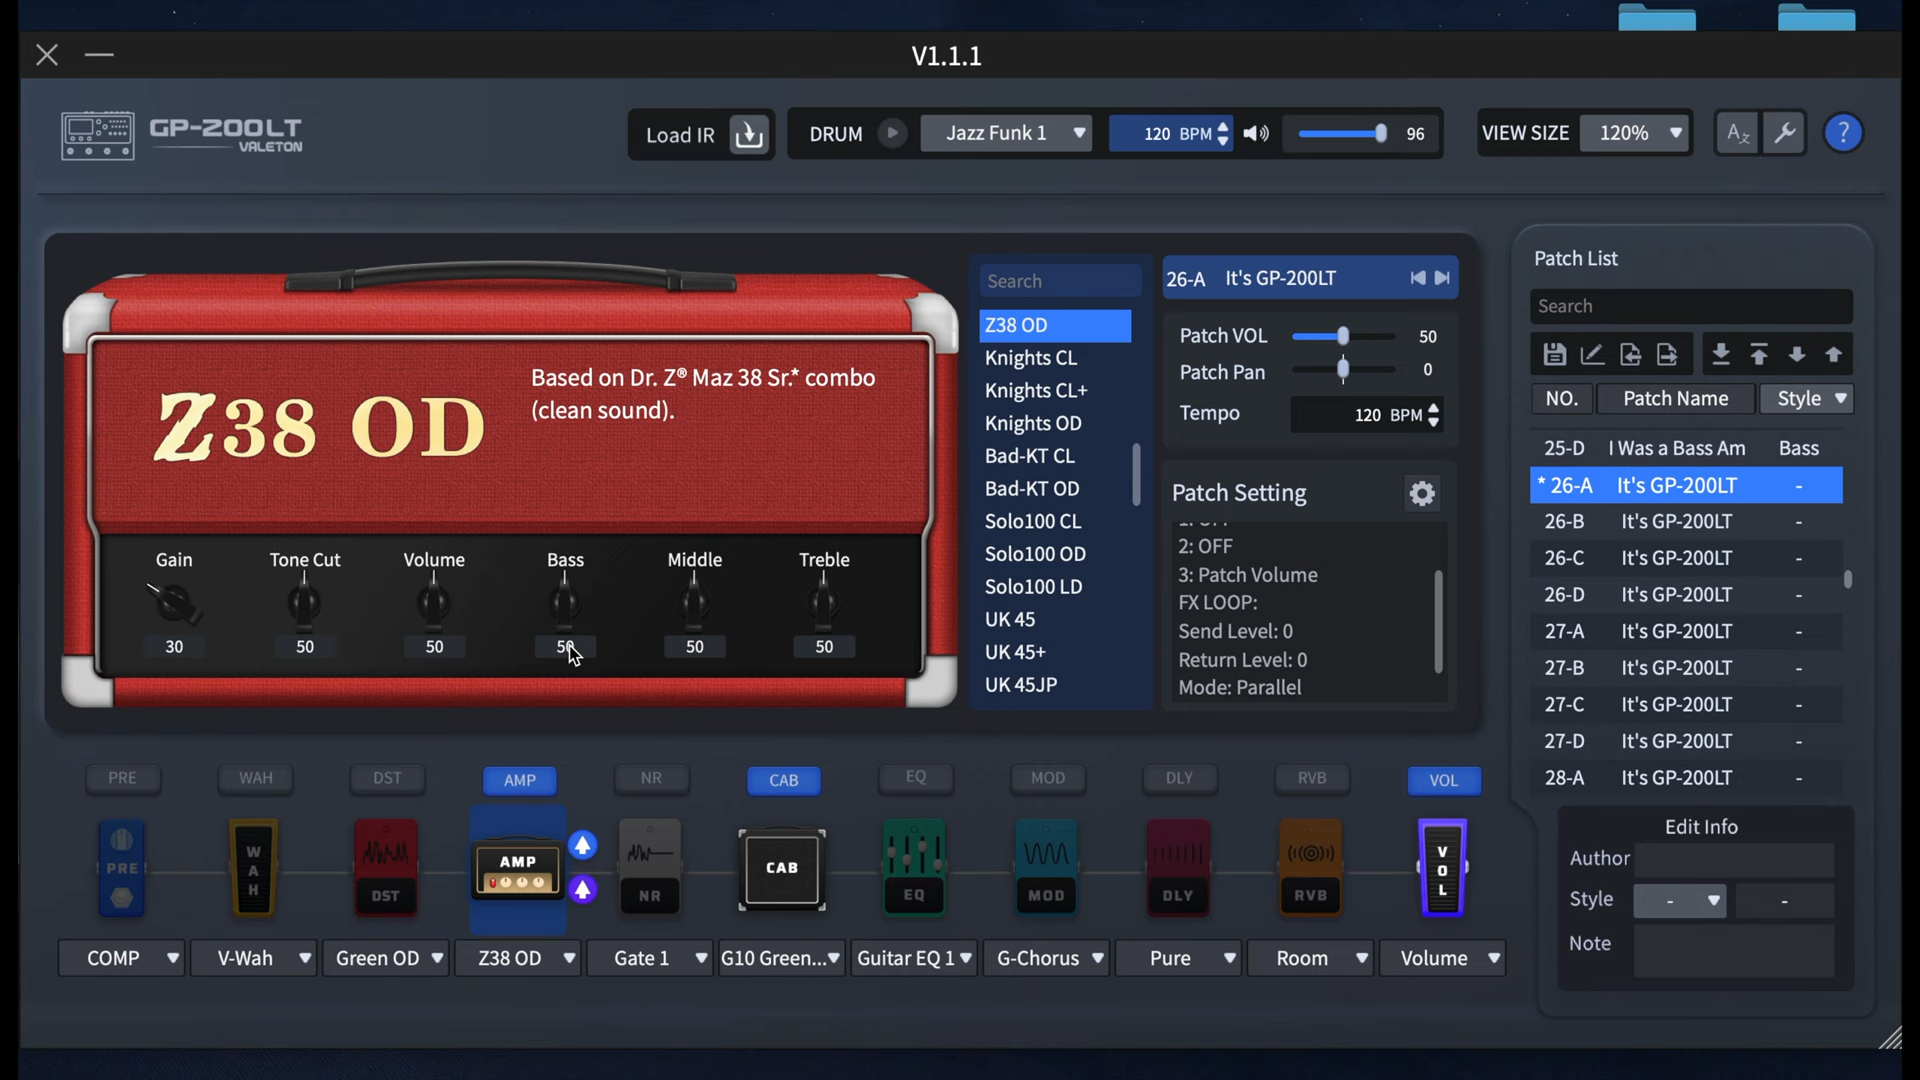 V1.1.1
GP-200LT
VALETON
Load IR
DRUM
Jazz Funk 1
120 BPM
96
VIEW SIZE
120%
Az
?
Z38 OD
Based on Dr. Z® Maz 38 Sr.* combo
(clean sound).
Gain
Tone Cut
Volume
Bass
Middle
Treble
30
50
50
50
50
50
Search
Z38 OD
Knights CL
Knights CL+
Knights OD
Bad-KT CL
Bad-KT OD
Solo100 CL
Solo100 OD
Solo100 LD
UK 45
UK 45+
UK 45JP
26-A It's GP-200LT
Patch VOL 50
Patch Pan 0
Tempo 120 BPM
Patch Setting
1: OFF
2: OFF
3: Patch Volume
FX LOOP:
Send Level: 0
Return Level: 0
Mode: Parallel
Patch List
Search
NO. Patch Name Style
25-D I Was a Bass Am Bass
* 26-A It's GP-200LT -
26-B It's GP-200LT -
26-C It's GP-200LT -
26-D It's GP-200LT -
27-A It's GP-200LT -
27-B It's GP-200LT -
27-C It's GP-200LT -
27-D It's GP-200LT -
28-A It's GP-200LT -
Edit Info
Author
Style - -
Note
PRE WAH DST AMP NR CAB EQ MOD DLY RVB VOL
PRE WAH DST AMP NR CAB EQ MOD DLY RVB VOL
COMP V-Wah Green OD Z38 OD Gate 1 G10 Green... Guitar EQ 1 G-Chorus Pure Room Volume